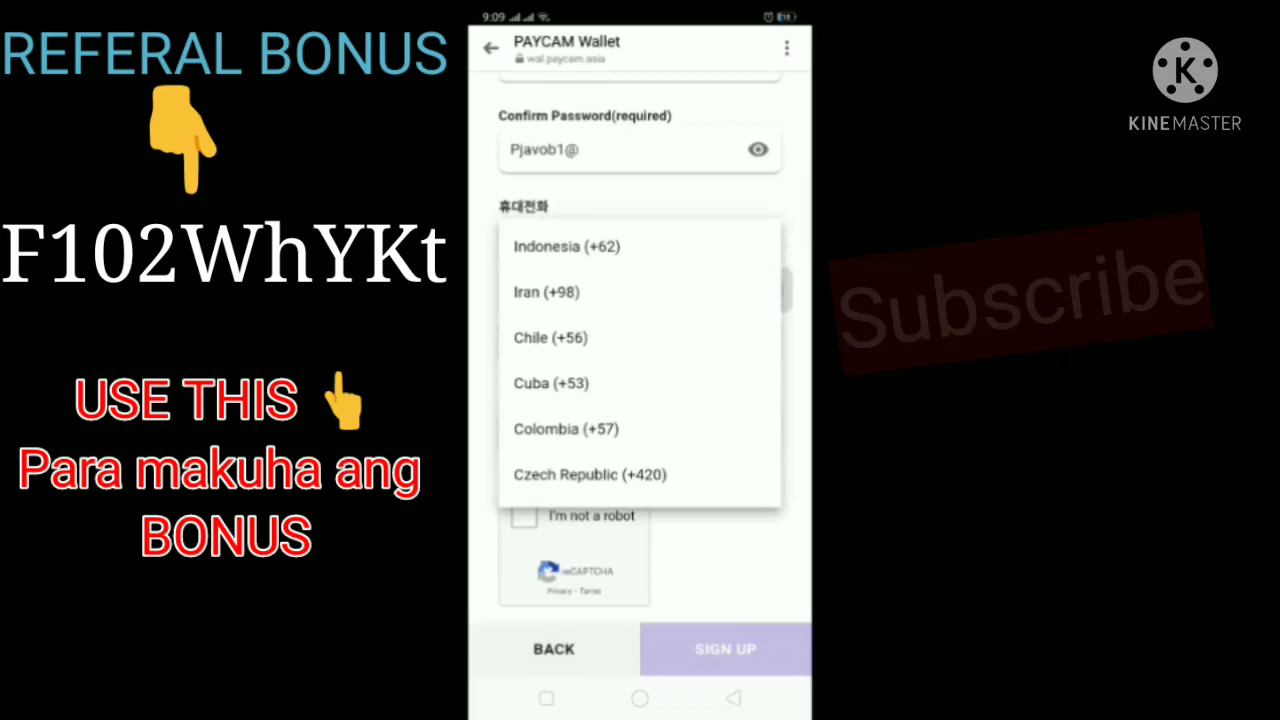 REFERAL BONUS
F102WhYKt
USE THIS
Para makuha ang
BONUS
9:09
18
PAYCAM Wallet
wal.paycam.asia
Confirm Password(required)
Pjavob1@
휴대전화
Indonesia (+62)
Iran (+98)
Chile (+56)
Cuba (+53)
Colombia (+57)
Czech Republic (+420)
I'm not a robot
reCAPTCHA
Privacy - Terms
BACK
SIGN UP
K
KINEMASTER
Subscribe